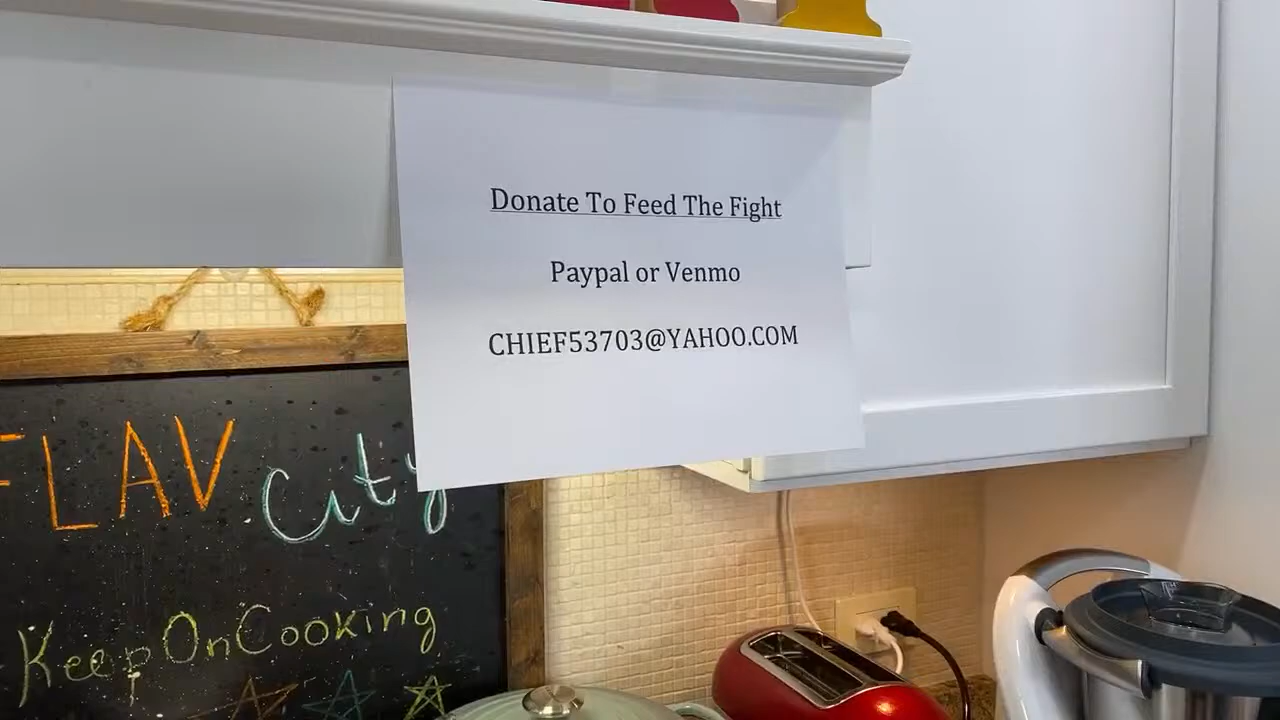 Donate To Feed The Fight
Paypal or Venmo
CHIEF53703@YAHOO.COM
FLAV
City
KeepOnCooking